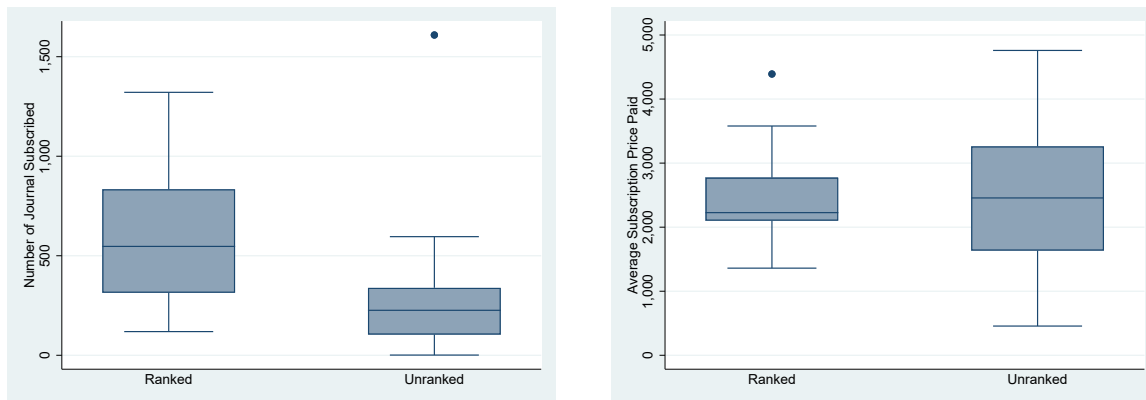 Number of Journal Subscribed
1,500
1,000
500
0
Ranked
Unranked
Average Subscription Price Paid
5,000
4,000
3,000
2,000
1,000
0
Ranked
Unranked